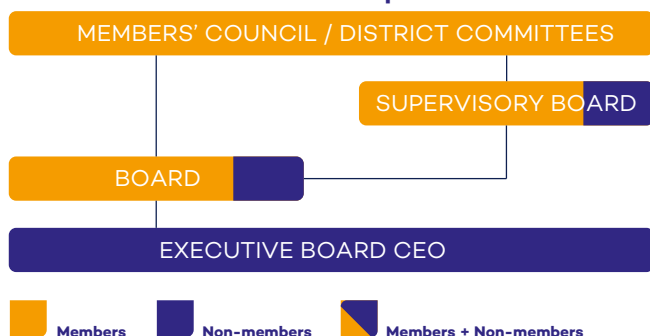 MEMBERS’ COUNCIL / DISTRICT COMMITTEES
SUPERVISORY BOARD
BOARD
EXECUTIVE BOARD CEO
Members Non-members Members + Non-members